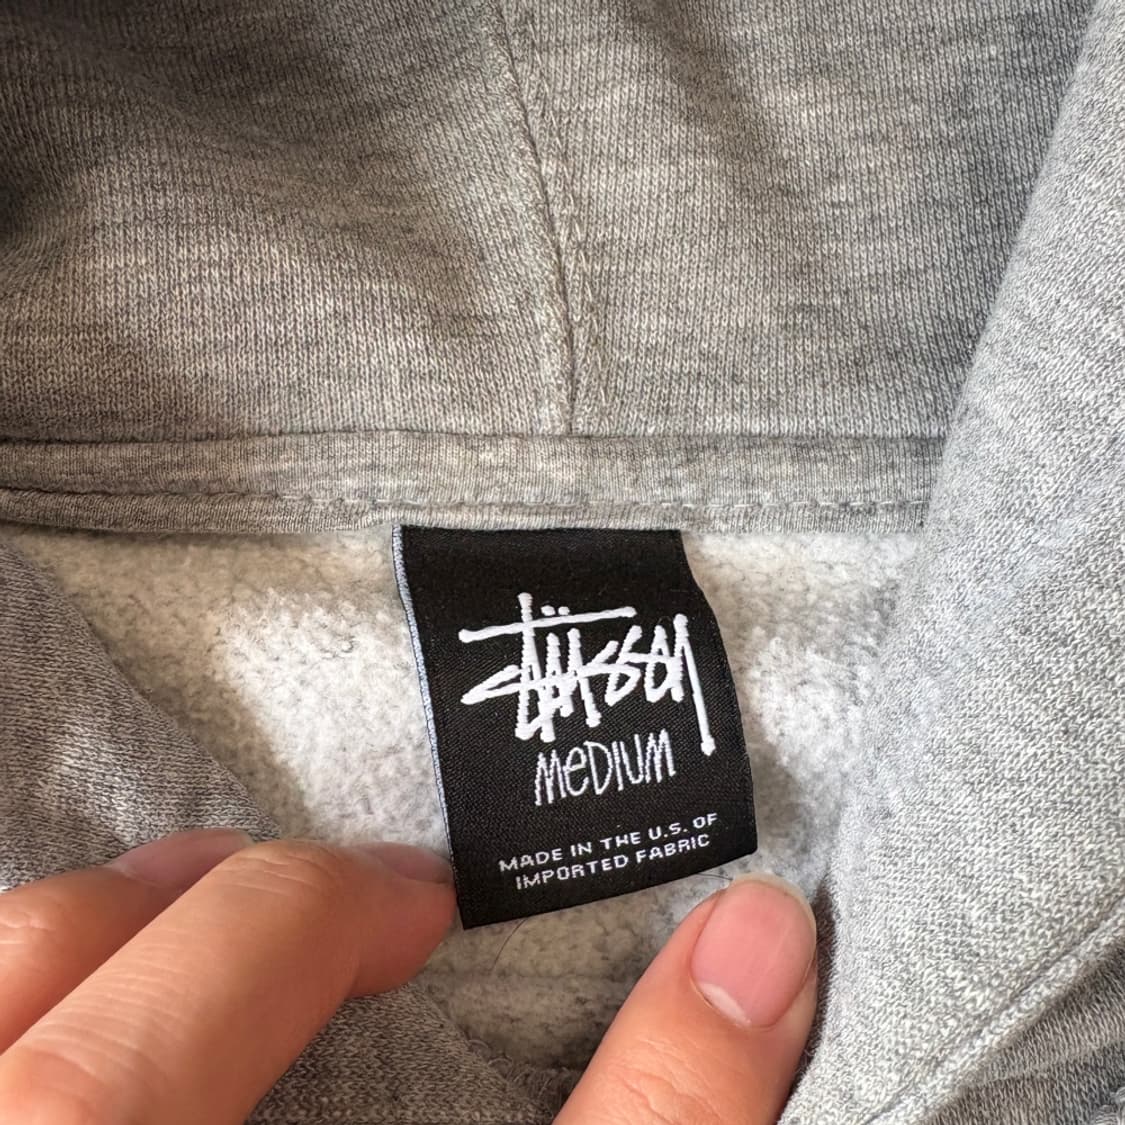 Stüssy
MeDIUM
MADE IN THE U.S. OF
IMPORTED FABRIC